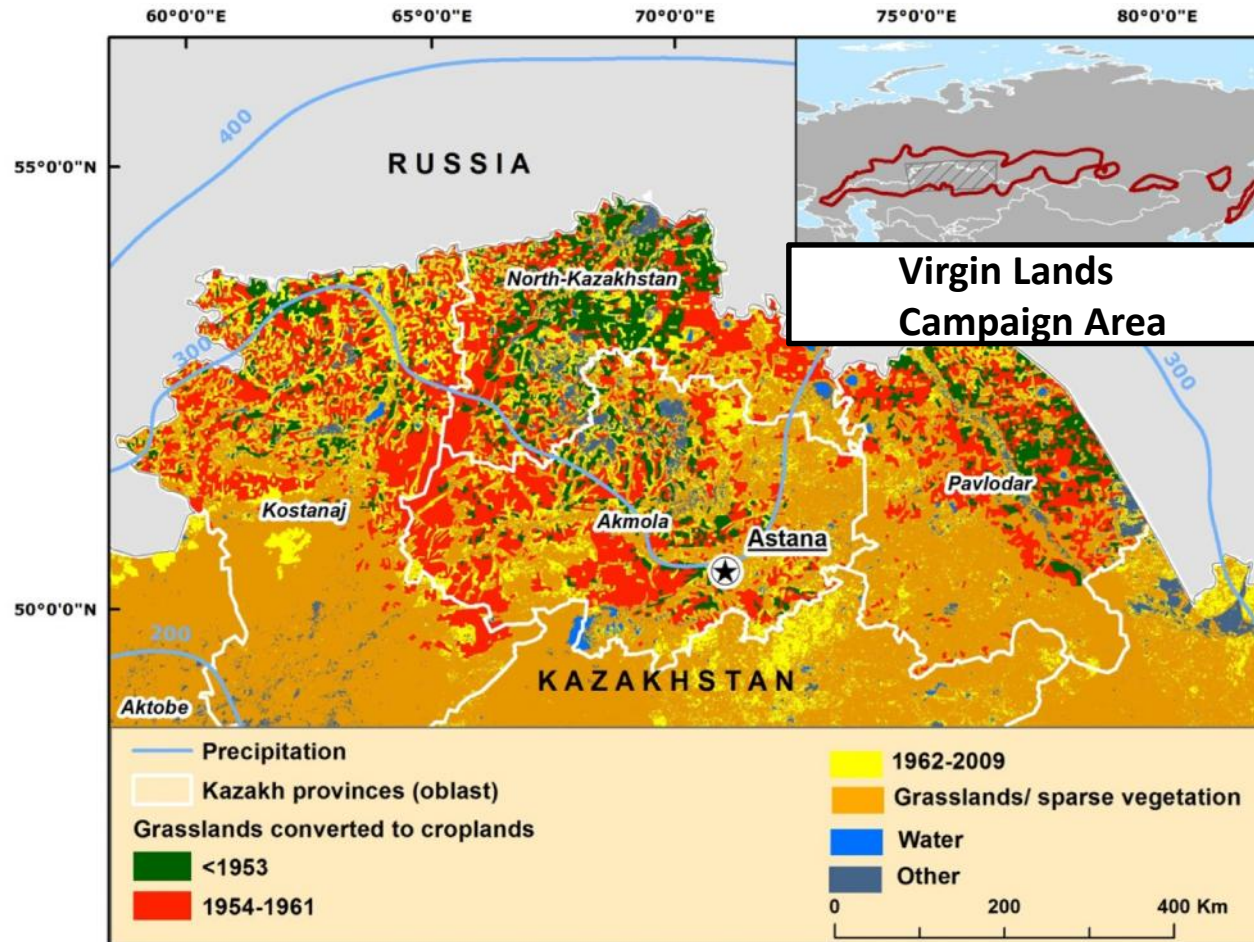 60°0'0"E 65°0'0"E 70°0'0"E 75°0'0"E 80°0'0"E
400
55°0'0"N
RUSSIA
Virgin Lands
Campaign Area
North-Kazakhstan
300
300
Kostanaj
Pavlodar
Akmola
Astana
50°0'0"N
200
KAZAKHSTAN
Aktobe
Precipitation
Kazakh provinces (oblast)
Grasslands converted to croplands
<1953
1954-1961
1962-2009
Grasslands/ sparse vegetation
Water
Other
0 200 400 Km